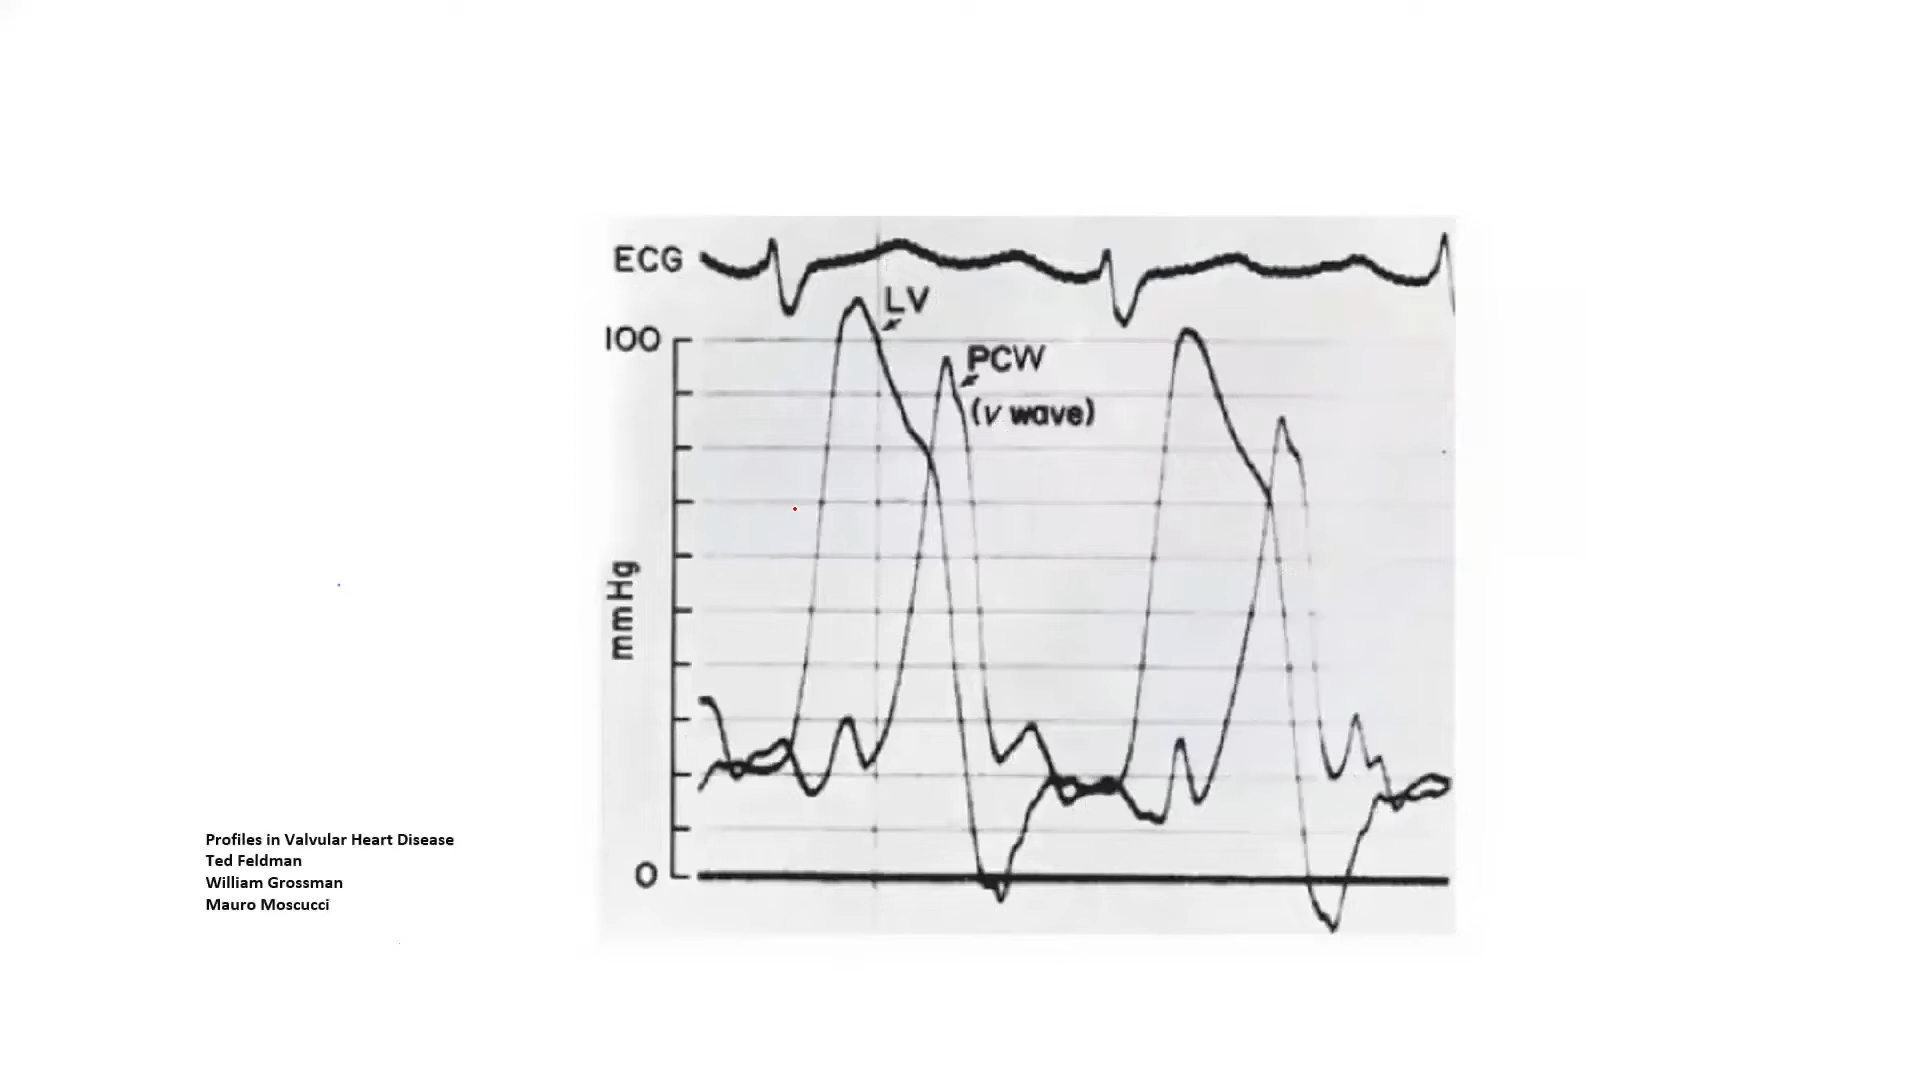 ECG
LV
100
PCW
(v wave)
mmHg
0
Profiles in Valvular Heart Disease
Ted Feldman
William Grossman
Mauro Moscucci